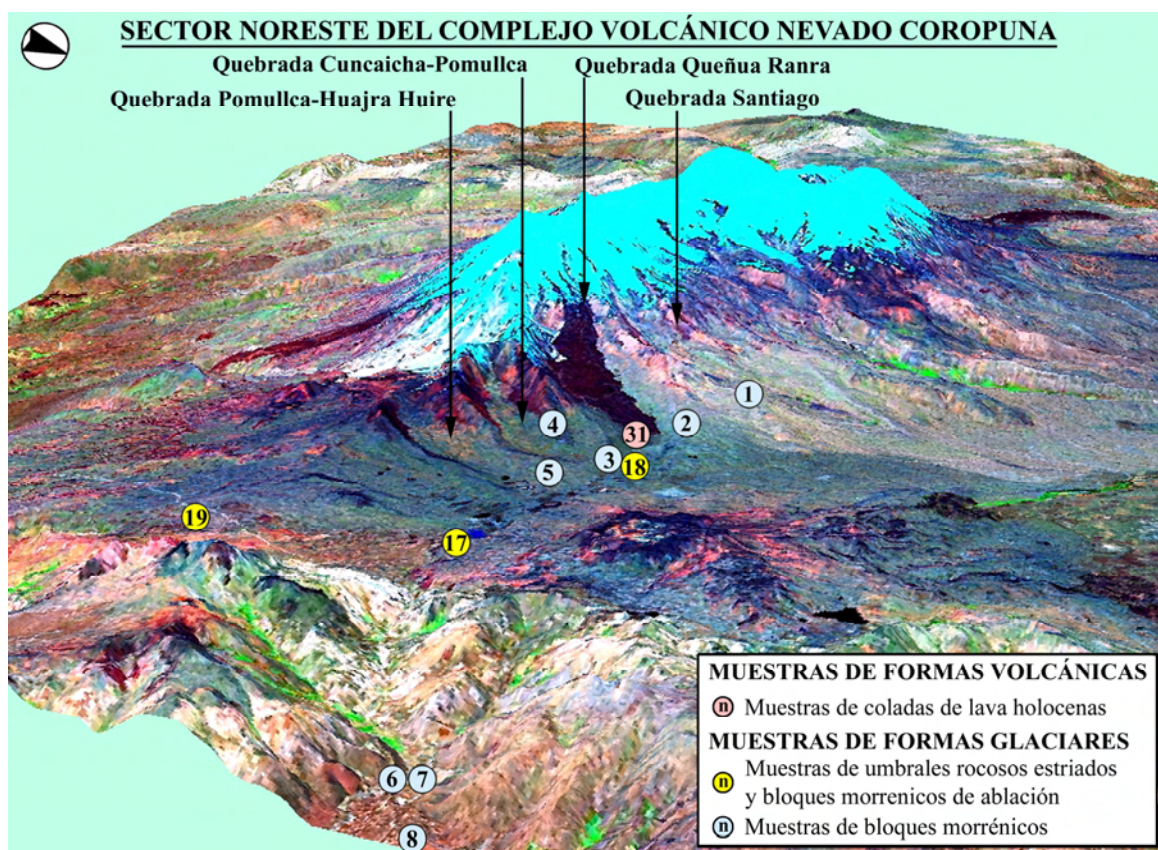 SECTOR NORESTE DEL COMPLEJO VOLCÁNICO NEVADO COROPUNA
Quebrada Cuncaicha-Pomullca
Quebrada Queñua Ranra
Quebrada Pomullca-Huajra Huire
Quebrada Santiago
1
2
4
31
3
18
5
19
17
6
7
8
MUESTRAS DE FORMAS VOLCÁNICAS
n Muestras de coladas de lava holocenas
MUESTRAS DE FORMAS GLACIARES
n Muestras de umbrales rocosos estriados
y bloques morrenicos de ablación
n Muestras de bloques morrénicos